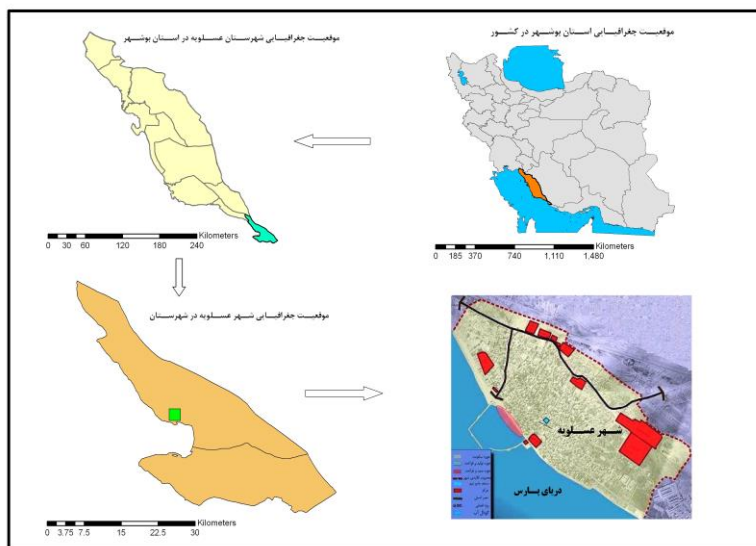 موقعیت جغرافیایی استان بوشهر در کشور
0 185 370 740 1,110 1,480
Kilometers
موقعیت جغرافیایی شهرستان عسلویه در استان بوشهر
0 30 60 120 180 240
Kilometers
موقعیت جغرافیایی شهر عسلویه در شهرستان
0 3.75 7.5 15 22.5 30
Kilometers
شهر عسلویه
دریای پارس